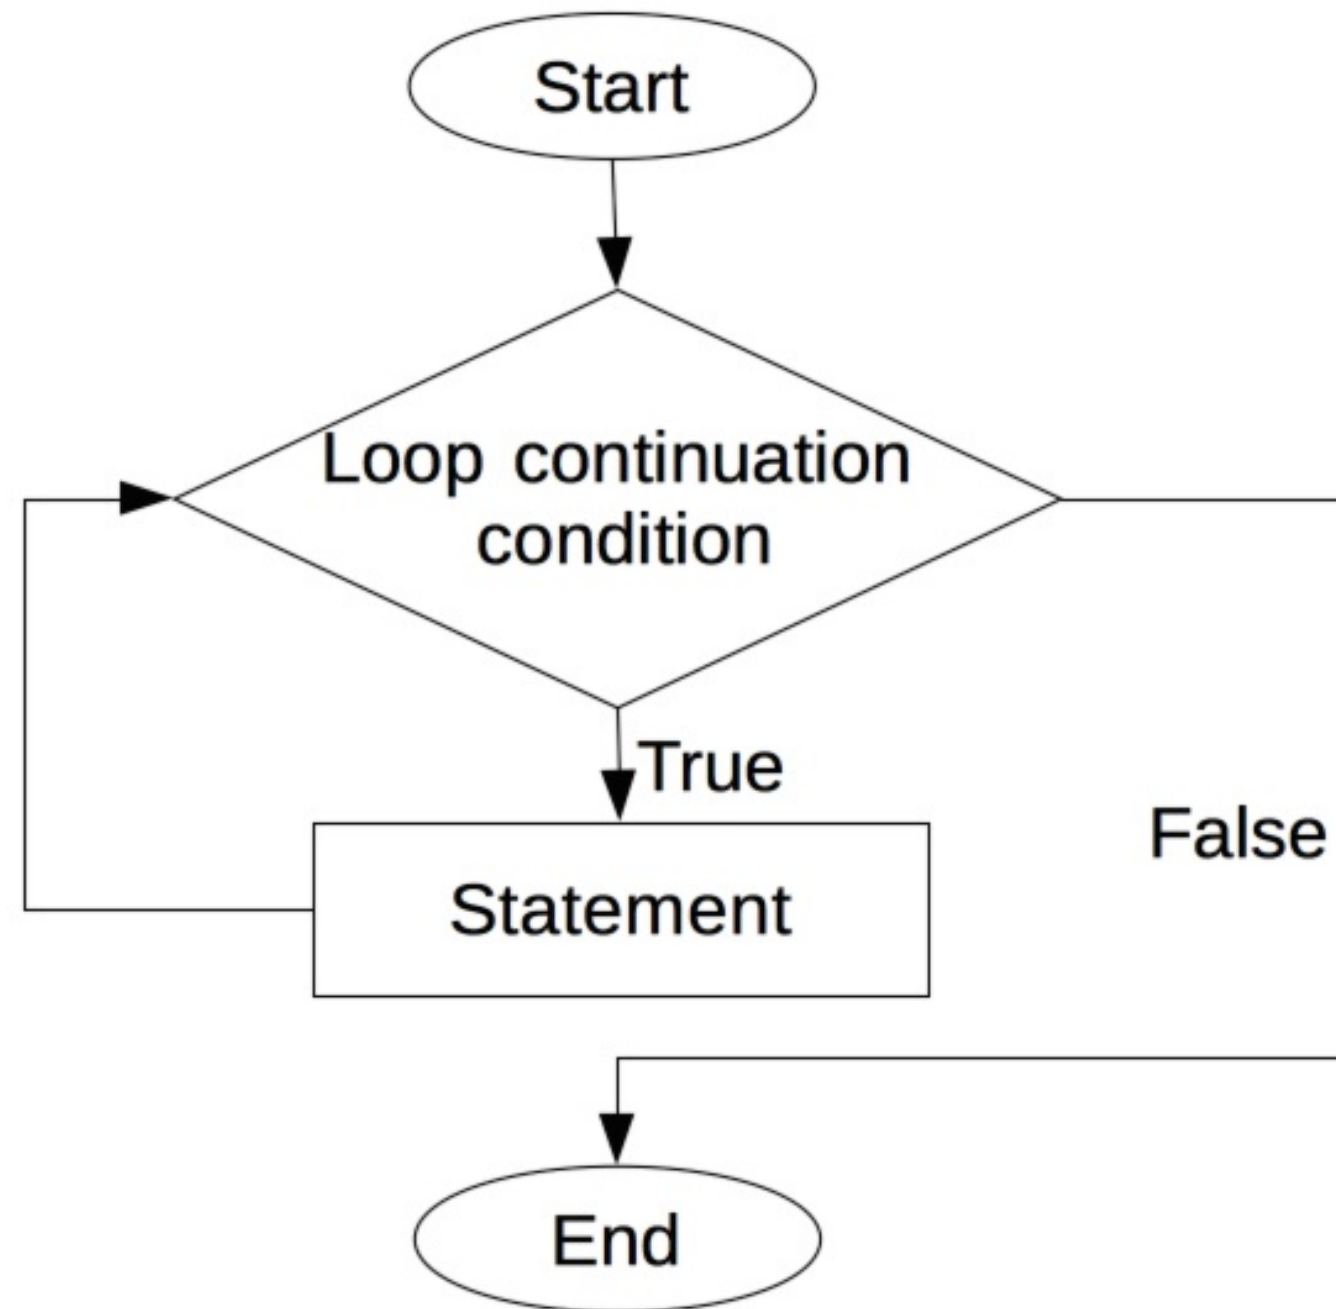 Start
Loop continuation
condition
True
False
Statement
End